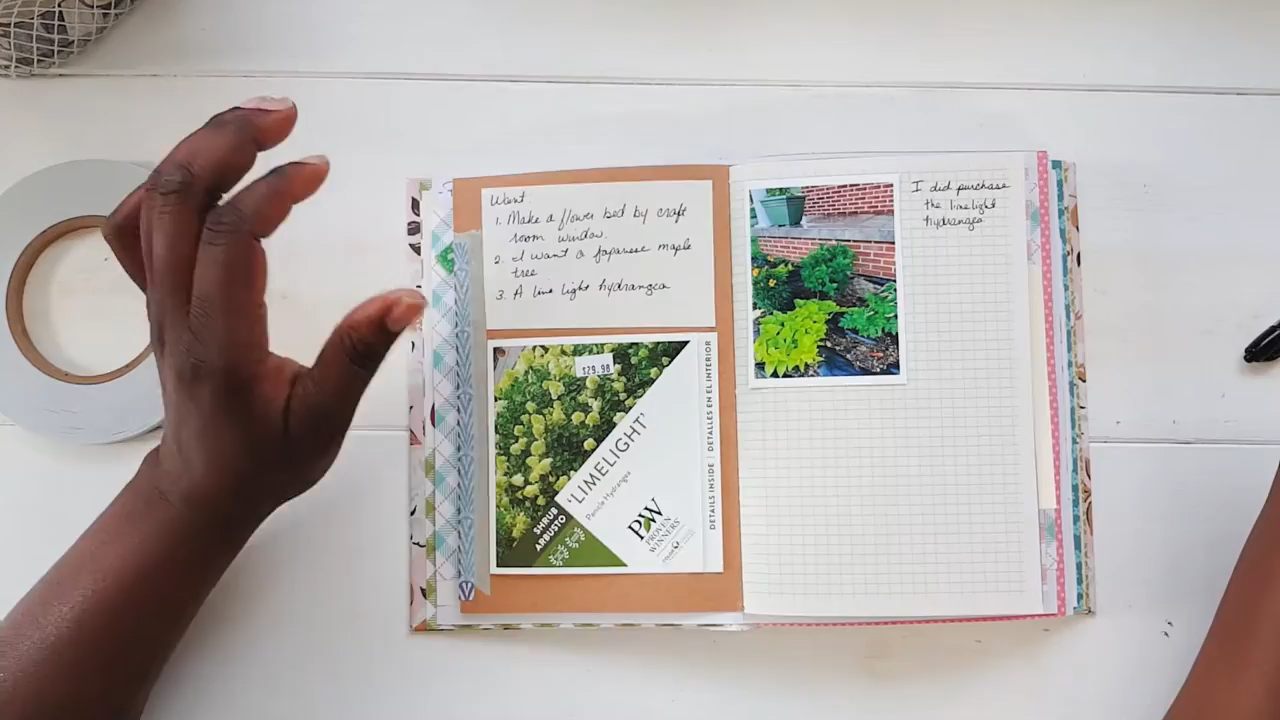 Want
1. Make a flower bed by craft
room window.
2. I want a Japanese maple
tree
3. A lime light hydrangea
$29.98
'LIMELIGHT'
Panicle Hydrangea
SHRUB
ARBUSTO
PW
PROVEN
WINNERS
DETAILS INSIDE | DETALLES EN EL INTERIOR
I did purchase
the limelight
hydrangea